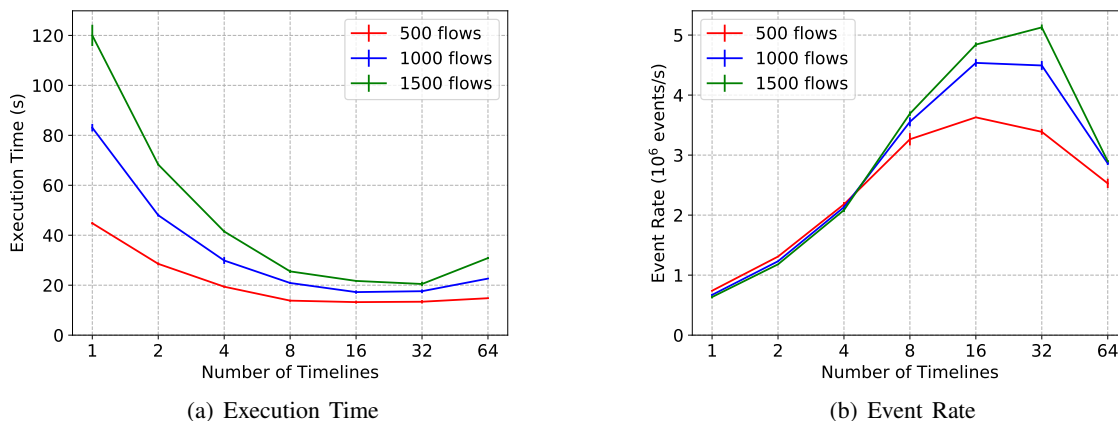 120
100
80
60
40
20
0
Execution Time (s)
500 flows
1000 flows
1500 flows
1 2 4 8 16 32 64
Number of Timelines
(a) Execution Time
5
4
3
2
1
0
Event Rate (10⁶ events/s)
500 flows
1000 flows
1500 flows
1 2 4 8 16 32 64
Number of Timelines
(b) Event Rate